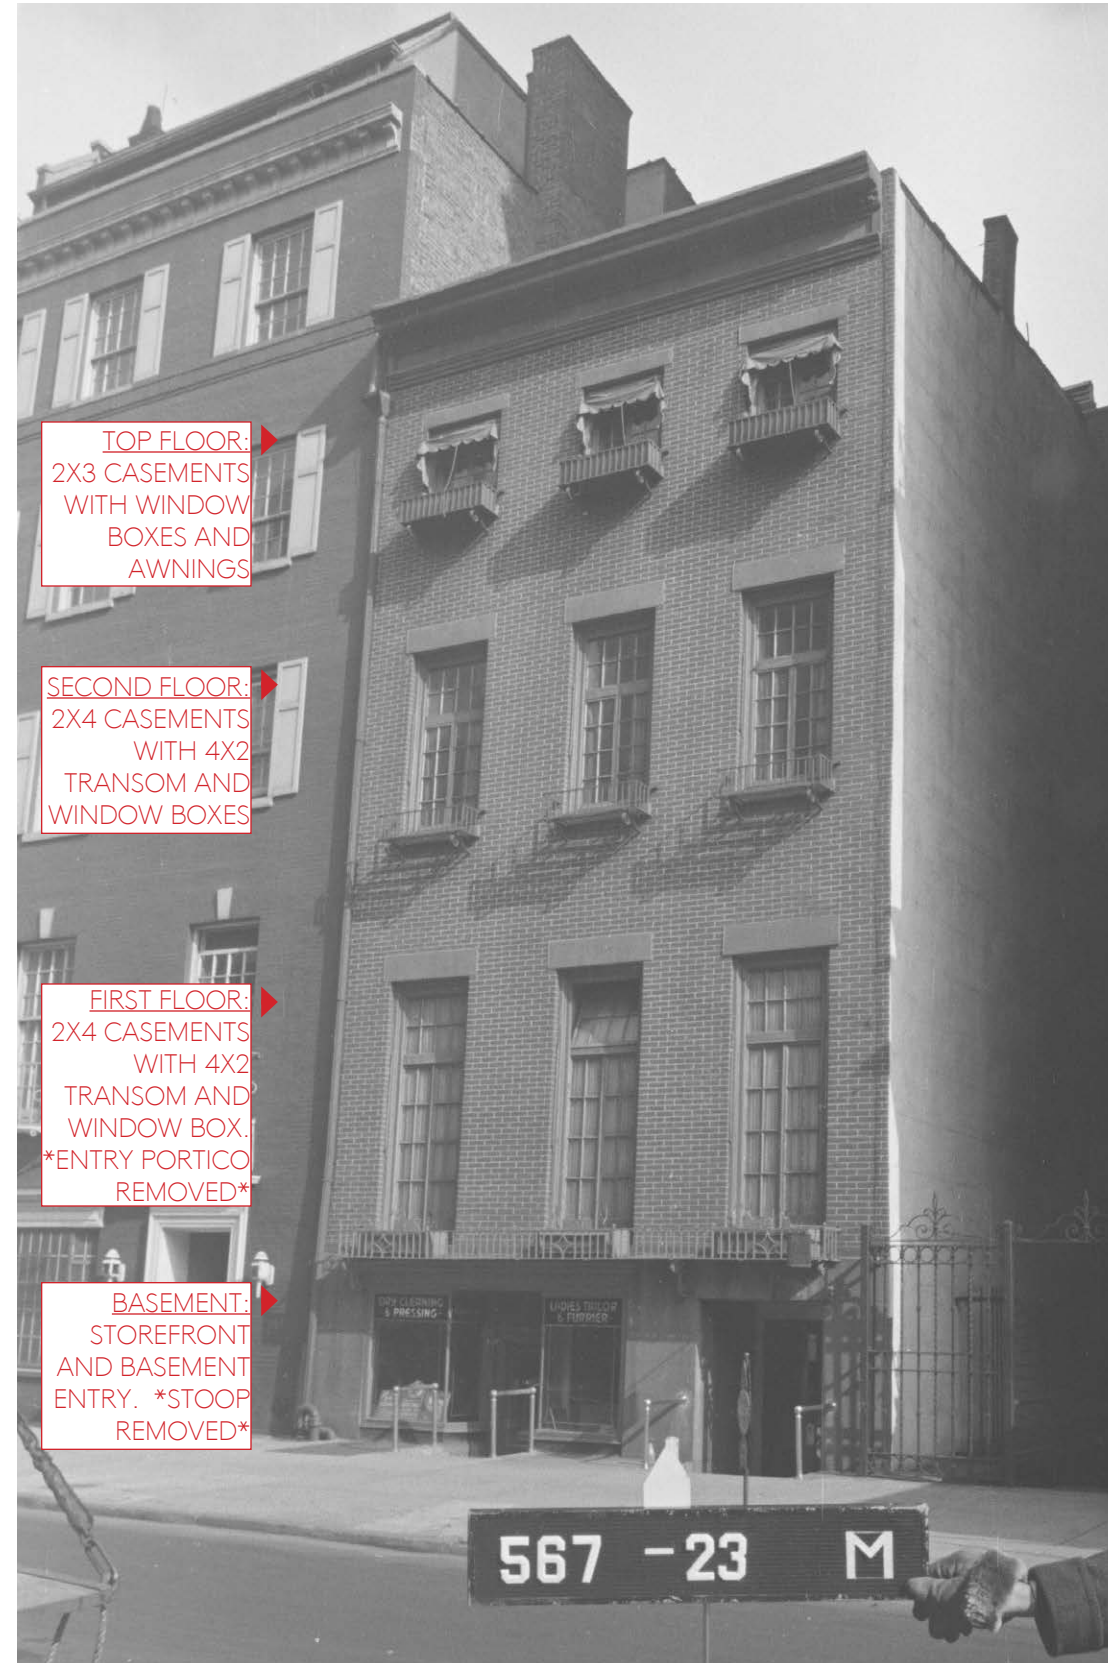 TOP FLOOR:
2X3 CASEMENTS
WITH WINDOW
BOXES AND
AWNINGS
SECOND FLOOR:
2X4 CASEMENTS
WITH 4X2
TRANSOM AND
WINDOW BOXES
FIRST FLOOR:
2X4 CASEMENTS
WITH 4X2
TRANSOM AND
WINDOW BOX.
*ENTRY PORTICO
REMOVED*
BASEMENT:
STOREFRONT
AND BASEMENT
ENTRY. *STOOP
REMOVED*
DRY CLEANING
& PRESSING
LADIES TAILOR
& FURRIER
567 -23 M